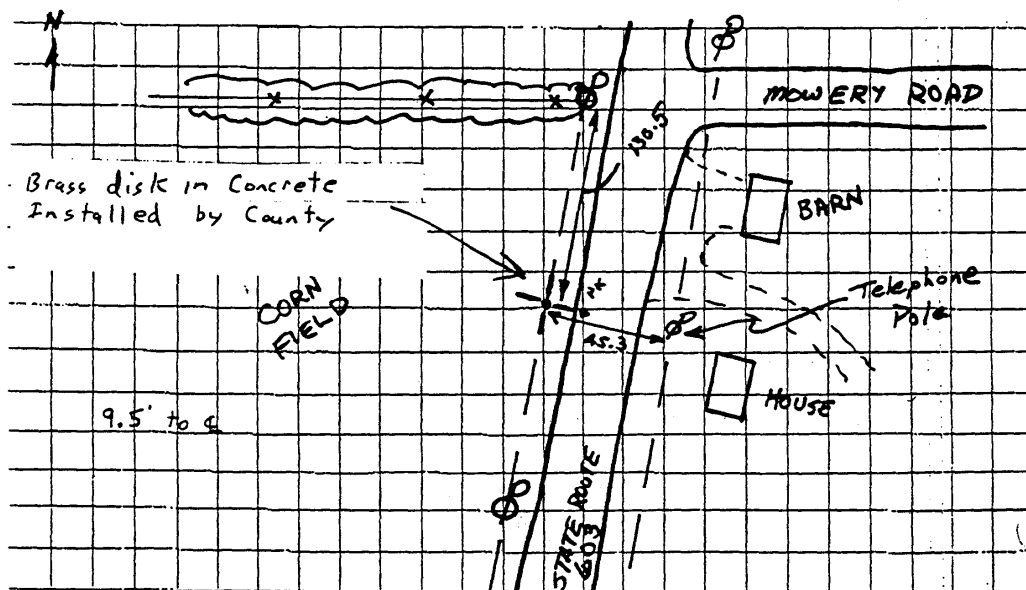 N
MOWERY ROAD
130.5
Brass disk in Concrete
Installed by County
BARN
PK
Telephone
Pole
CORN
FIELD
45.3
HOUSE
9.5' to ℄
STATE ROUTE
603